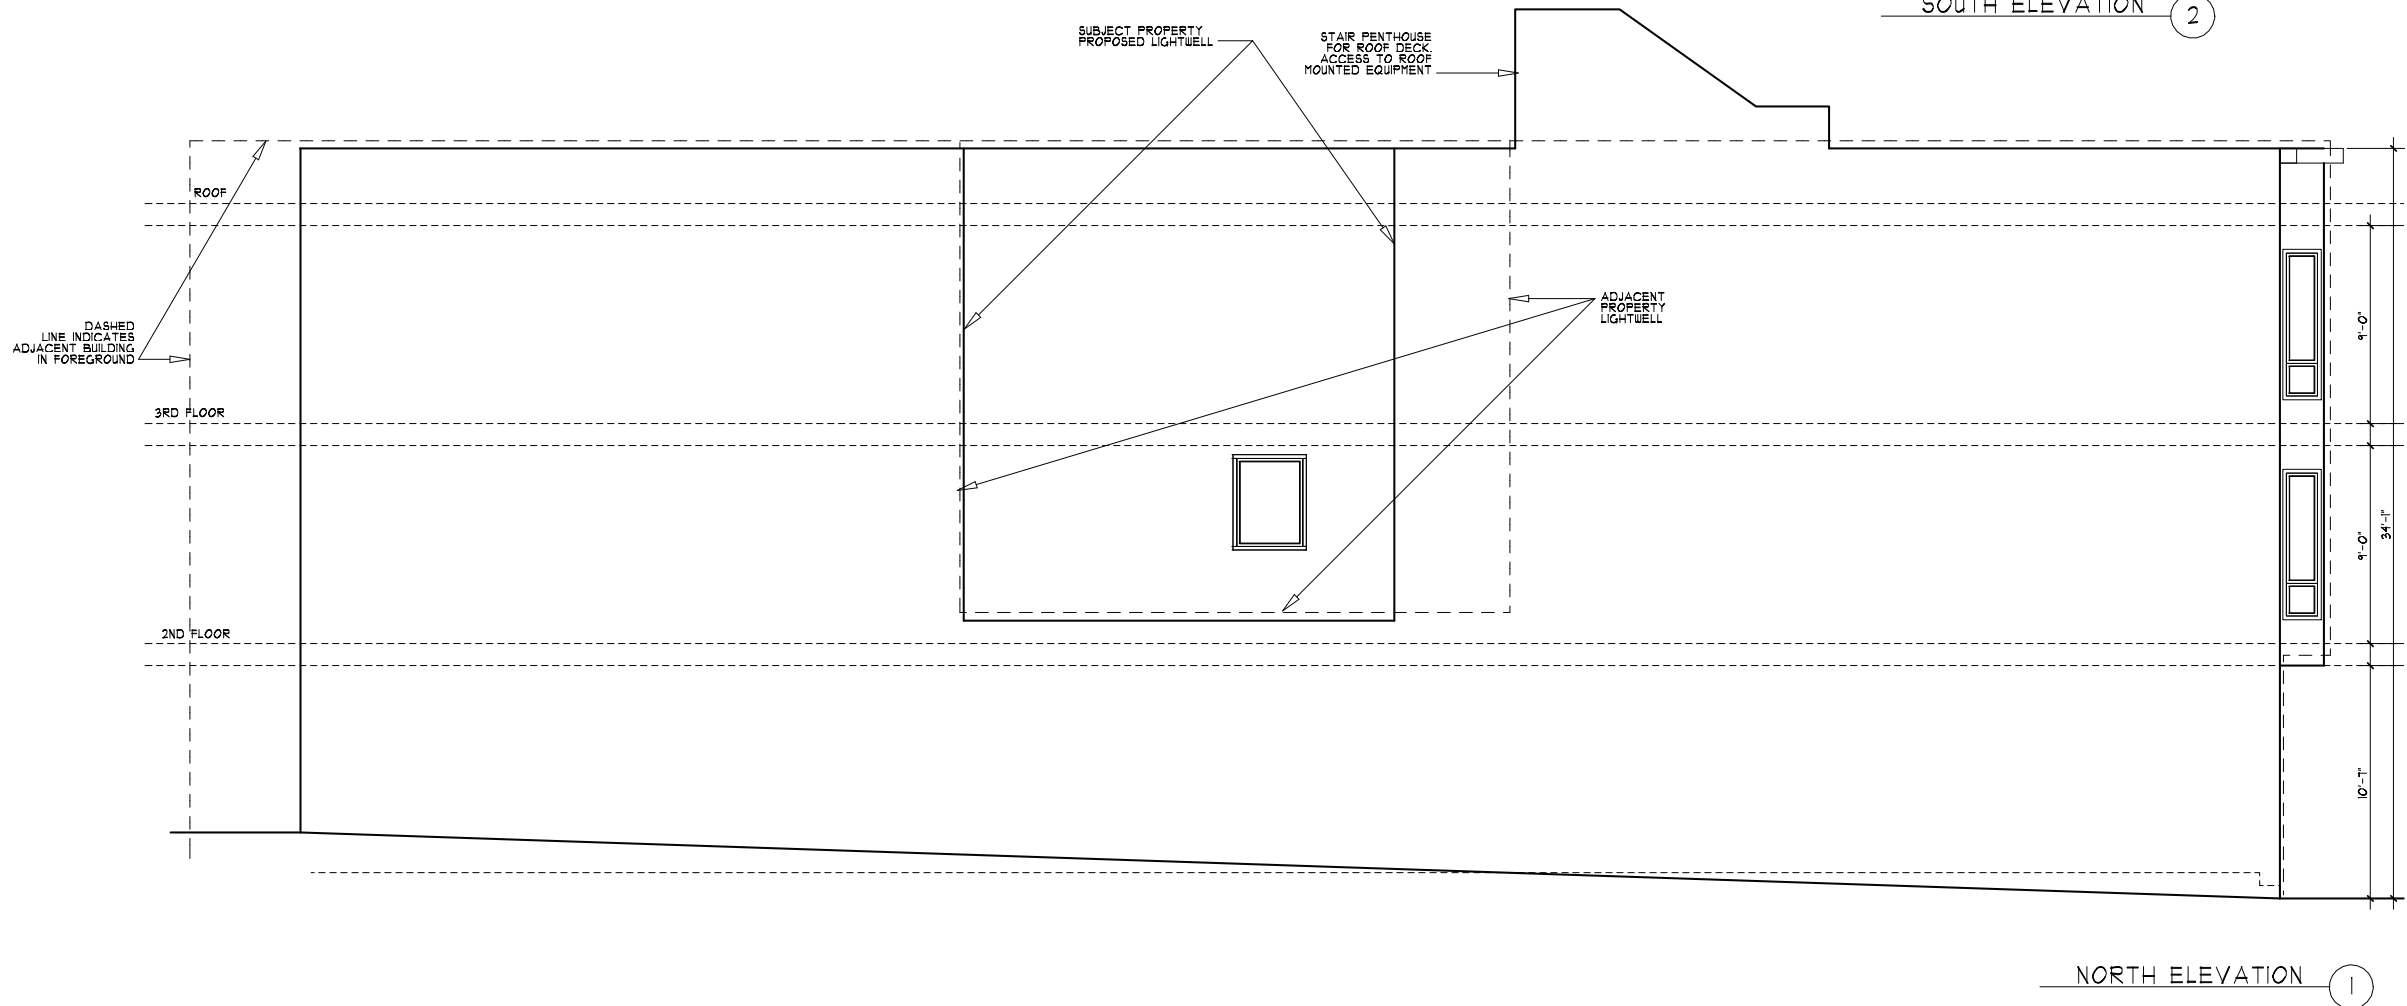 SOUTH ELEVATION
2
SUBJECT PROPERTY
PROPOSED LIGHTWELL
STAIR PENTHOUSE
FOR ROOF DECK.
ACCESS TO ROOF
MOUNTED EQUIPMENT
ROOF
DASHED
LINE INDICATES
ADJACENT BUILDING
IN FOREGROUND
ADJACENT
PROPERTY
LIGHTWELL
9'-0"
3RD FLOOR
9'-0"
34'-1"
2ND FLOOR
10'-7"
NORTH ELEVATION
1